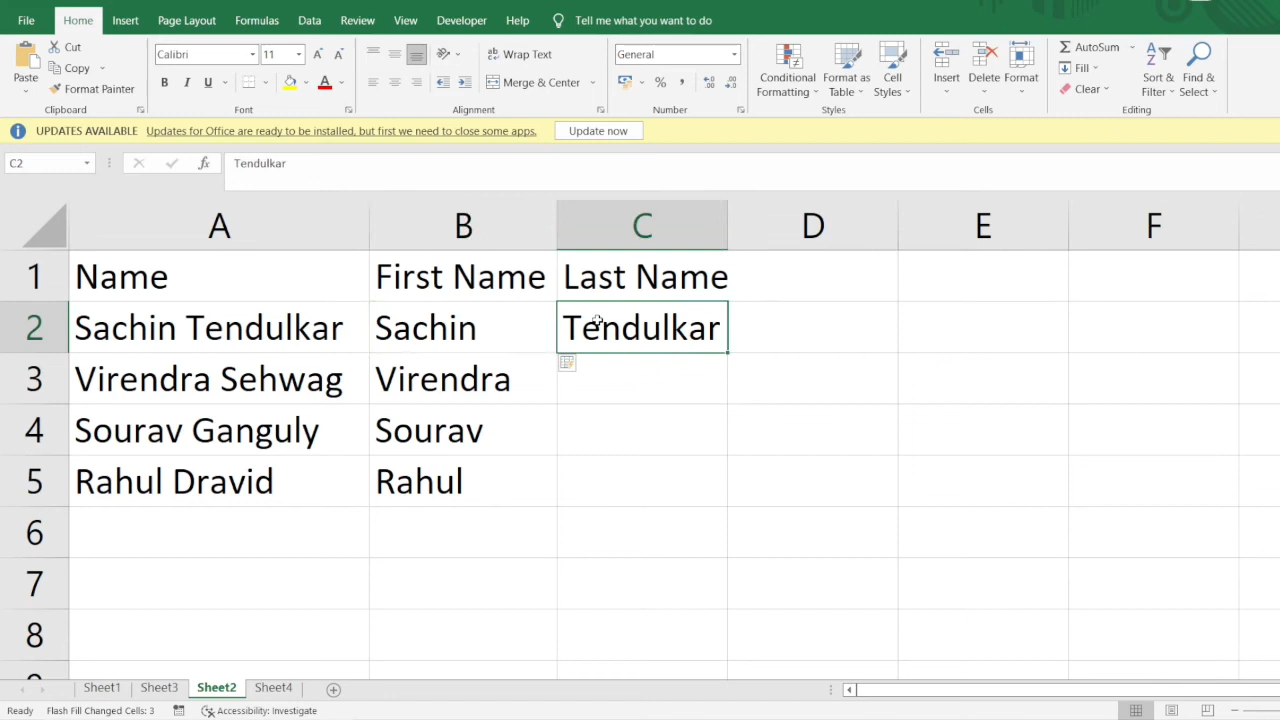 File Home Insert Page Layout Formulas Data Review View Developer Help Tell me what you want to do
Paste Cut Copy Format Painter Clipboard
Calibri 11 A A B I U A Font
ab Wrap Text Merge & Center Alignment
General % , Number
Conditional Formatting Format as Table Cell Styles Styles
Insert Delete Format Cells
AutoSum Fill Clear Sort & Filter Find & Select Editing
UPDATES AVAILABLE Updates for Office are ready to be installed, but first we need to close some apps. Update now
C2 fx Tendulkar
A B C D E F
1 Name First Name Last Name
2 Sachin Tendulkar Sachin Tendulkar
3 Virendra Sehwag Virendra
4 Sourav Ganguly Sourav
5 Rahul Dravid Rahul
6
7
8
Sheet1 Sheet3 Sheet2 Sheet4
Ready Flash Fill Changed Cells: 3 Accessibility: Investigate